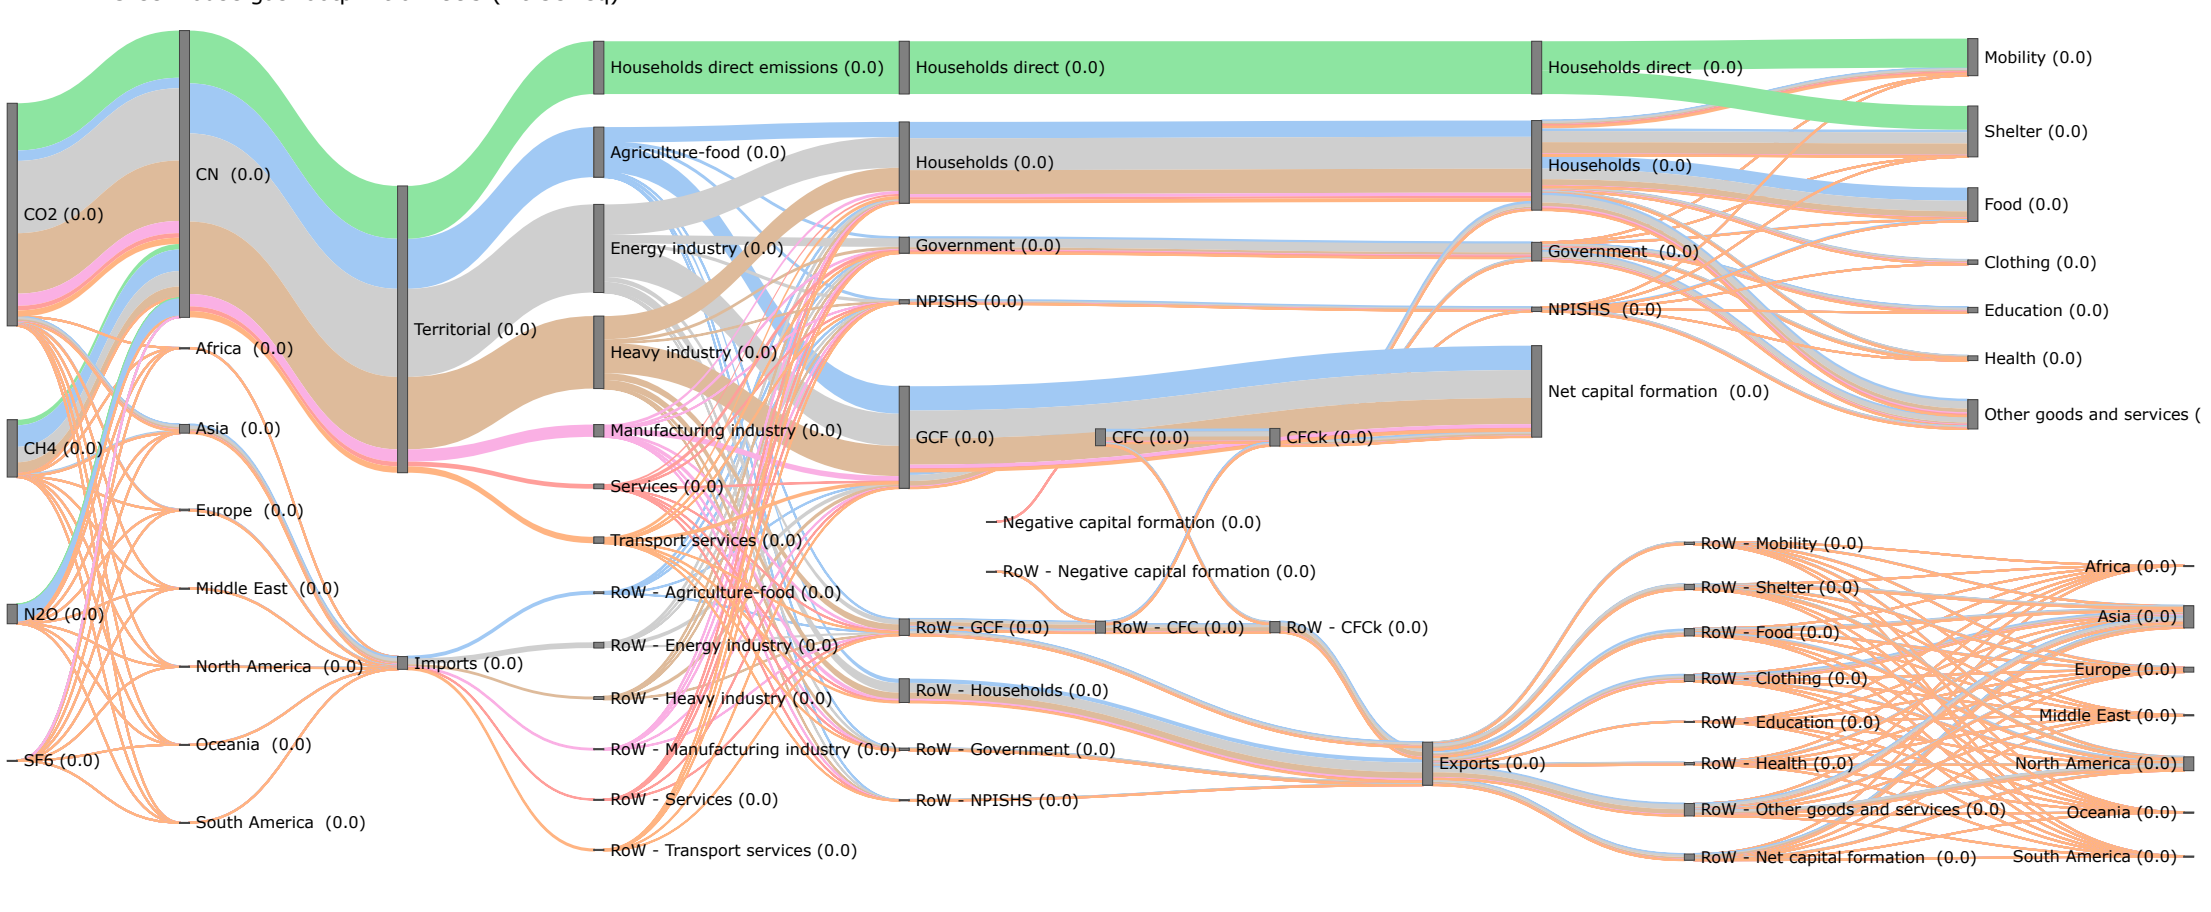 CO2 (0.0)
CH4 (0.0)
N2O (0.0)
SF6 (0.0)
CN (0.0)
Africa (0.0)
Asia (0.0)
Europe (0.0)
Middle East (0.0)
North America (0.0)
Oceania (0.0)
South America (0.0)
Territorial (0.0)
Imports (0.0)
Households direct emissions (0.0)
Agriculture-food (0.0)
Energy industry (0.0)
Heavy industry (0.0)
Manufacturing industry (0.0)
Services (0.0)
Transport services (0.0)
RoW - Agriculture-food (0.0)
RoW - Energy industry (0.0)
RoW - Heavy industry (0.0)
RoW - Manufacturing industry (0.0)
RoW - Services (0.0)
RoW - Transport services (0.0)
Households direct (0.0)
Households (0.0)
Government (0.0)
NPISHS (0.0)
GCF (0.0)
Negative capital formation (0.0)
RoW - Negative capital formation (0.0)
RoW - GCF (0.0)
RoW - Households (0.0)
RoW - Government (0.0)
RoW - NPISHS (0.0)
CFC (0.0)
RoW - CFC (0.0)
CFCk (0.0)
RoW - CFCk (0.0)
Exports (0.0)
Households direct (0.0)
Households (0.0)
Government (0.0)
NPISHS (0.0)
Net capital formation (0.0)
RoW - Mobility (0.0)
RoW - Shelter (0.0)
RoW - Food (0.0)
RoW - Clothing (0.0)
RoW - Education (0.0)
RoW - Health (0.0)
RoW - Other goods and services (0.0)
RoW - Net capital formation (0.0)
Mobility (0.0)
Shelter (0.0)
Food (0.0)
Clothing (0.0)
Education (0.0)
Health (0.0)
Other goods and services (
Africa (0.0)
Asia (0.0)
Europe (0.0)
Middle East (0.0)
North America (0.0)
Oceania (0.0)
South America (0.0)